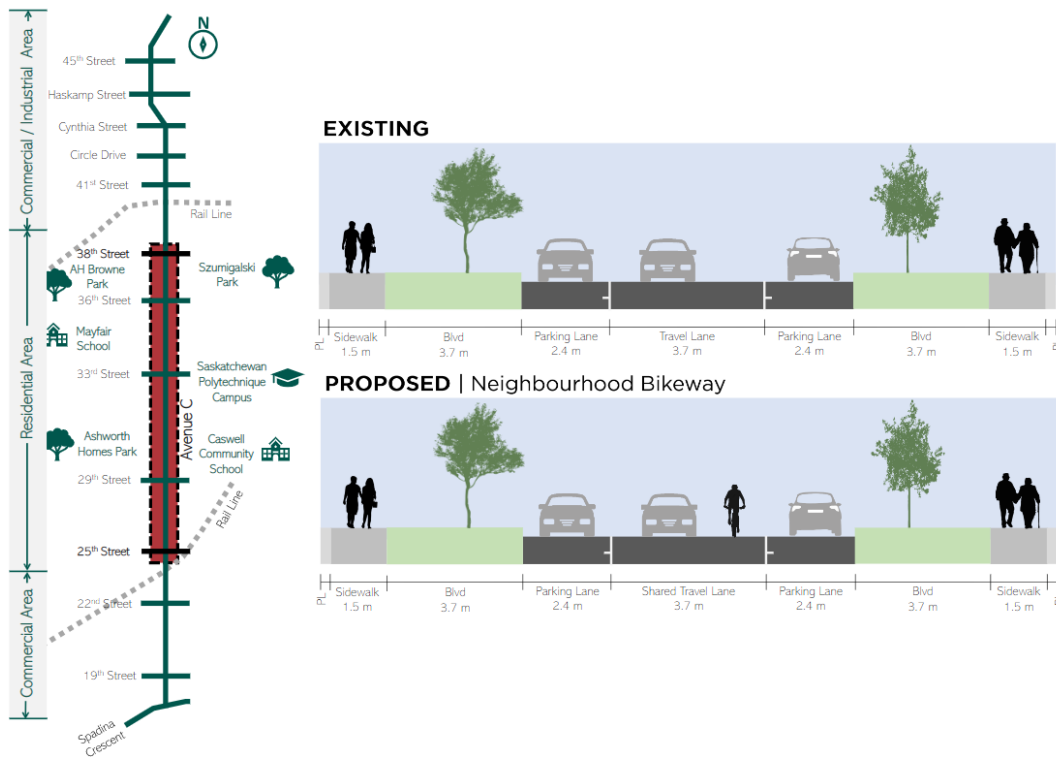 Commercial / Industrial Area
Residential Area
Commercial Area
N
45th Street
Haskamp Street
Cynthia Street
Circle Drive
41st Street
Rail Line
38th Street
AH Browne
Park
Szumigalski
Park
36th Street
Mayfair
School
33rd Street
Saskatchewan
Polytechnique
Campus
Avenue C
Ashworth
Homes Park
Caswell
Community
School
29th Street
Rail Line
25th Street
22nd Street
19th Street
Spadina
Crescent
EXISTING
PL
Sidewalk
1.5 m
Blvd
3.7 m
Parking Lane
2.4 m
Travel Lane
3.7 m
Parking Lane
2.4 m
Blvd
3.7 m
Sidewalk
1.5 m
PROPOSED | Neighbourhood Bikeway
PL
Sidewalk
1.5 m
Blvd
3.7 m
Parking Lane
2.4 m
Shared Travel Lane
3.7 m
Parking Lane
2.4 m
Blvd
3.7 m
Sidewalk
1.5 m